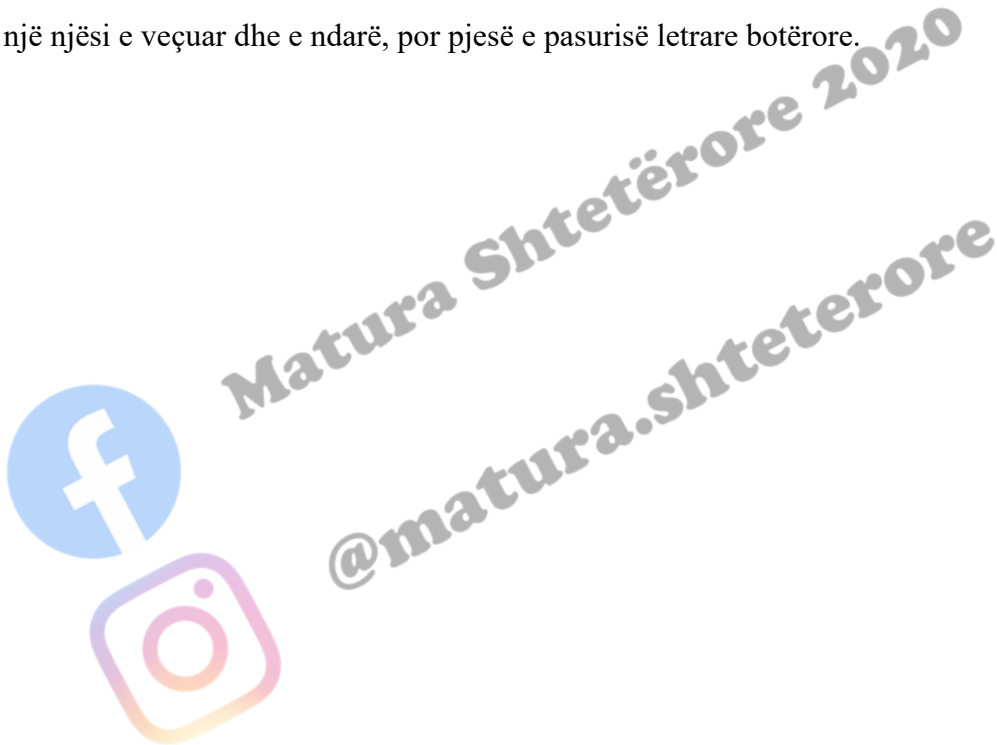 një njësi e veçuar dhe e ndarë, por pjesë e pasurisë letrare botërore.
Matura Shtetërore 2020
@matura.shteterore